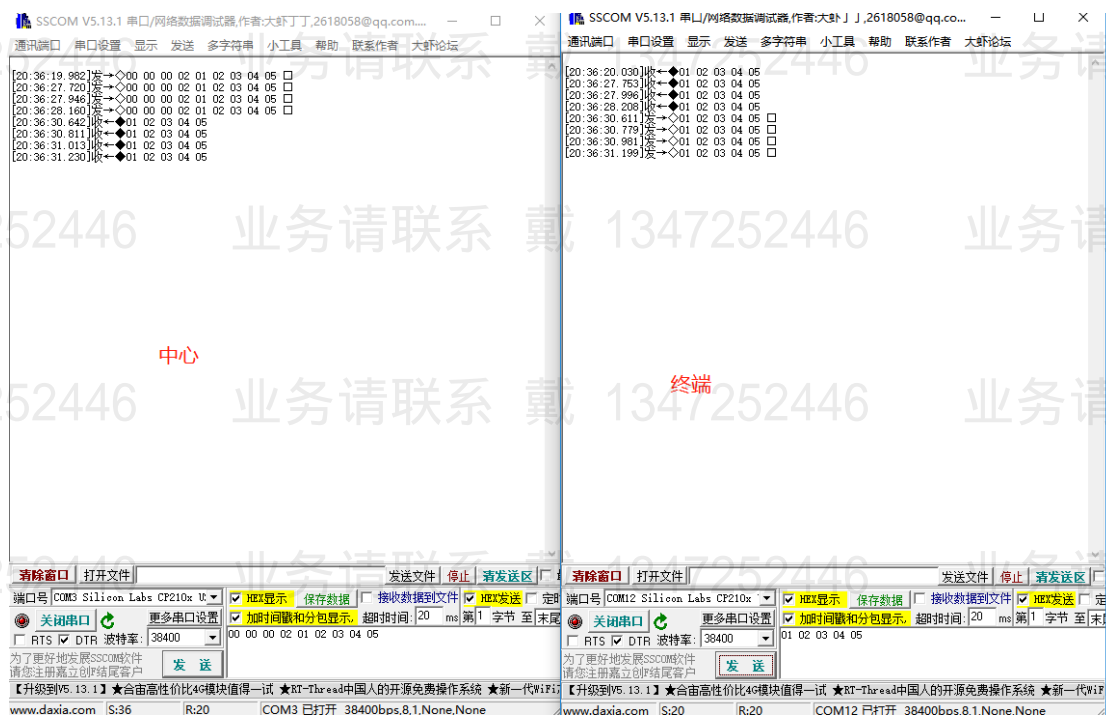 SSCOM V5.13.1 串口/网络数据调试器,作者:大虾丁丁,2618058@qq.com....
通讯端口 串口设置 显示 发送 多字符串 小工具 帮助 联系作者 大虾论坛
[20:36:19.982]发→◇00 00 00 02 01 02 03 04 05 □
[20:36:27.720]发→◇00 00 00 02 01 02 03 04 05 □
[20:36:27.946]发→◇00 00 00 02 01 02 03 04 05 □
[20:36:28.160]发→◇00 00 00 02 01 02 03 04 05 □
[20:36:30.642]收←◆01 02 03 04 05
[20:36:30.811]收←◆01 02 03 04 05
[20:36:31.013]收←◆01 02 03 04 05
[20:36:31.230]收←◆01 02 03 04 05
中心
清除窗口 打开文件 发送文件 停止 清发送区
端口号 COM3 Silicon Labs CP210x HEX显示 保存数据 接收数据到文件 HEX发送 定时
关闭串口 更多串口设置 加时间戳和分包显示, 超时时间: 20 ms 第1 字节 至 末尾
RTS DTR 波特率: 38400
00 00 00 02 01 02 03 04 05
为了更好地发展SSCOM软件
请您注册嘉立创F结尾客户
发 送
【升级到V5.13.1】★合宙高性价比4G模块值得一试 ★RT-Thread中国人的开源免费操作系统 ★新一代WiFi
www.daxia.com S:36 R:20 COM3 已打开 38400bps,8,1,None,None
SSCOM V5.13.1 串口/网络数据调试器,作者:大虾丁丁,2618058@qq.co...
通讯端口 串口设置 显示 发送 多字符串 小工具 帮助 联系作者 大虾论坛
[20:36:20.030]收←◆01 02 03 04 05
[20:36:27.753]收←◆01 02 03 04 05
[20:36:27.996]收←◆01 02 03 04 05
[20:36:28.208]收←◆01 02 03 04 05
[20:36:30.611]发→◇01 02 03 04 05 □
[20:36:30.779]发→◇01 02 03 04 05 □
[20:36:30.981]发→◇01 02 03 04 05 □
[20:36:31.199]发→◇01 02 03 04 05 □
终端
清除窗口 打开文件 发送文件 停止 清发送区
端口号 COM12 Silicon Labs CP210x HEX显示 保存数据 接收数据到文件 HEX发送 定
关闭串口 更多串口设置 加时间戳和分包显示, 超时时间: 20 ms 第1 字节 至 末
RTS DTR 波特率: 38400
01 02 03 04 05
为了更好地发展SSCOM软件
请您注册嘉立创F结尾客户
发 送
【升级到V5.13.1】★合宙高性价比4G模块值得一试 ★RT-Thread中国人的开源免费操作系统 ★新一代WiF
www.daxia.com S:20 R:20 COM12 已打开 38400bps,8,1,None,None
252446 业务请联系 戴 1347252446 业务请
252446 业务请联系 戴 1347252446 业务请